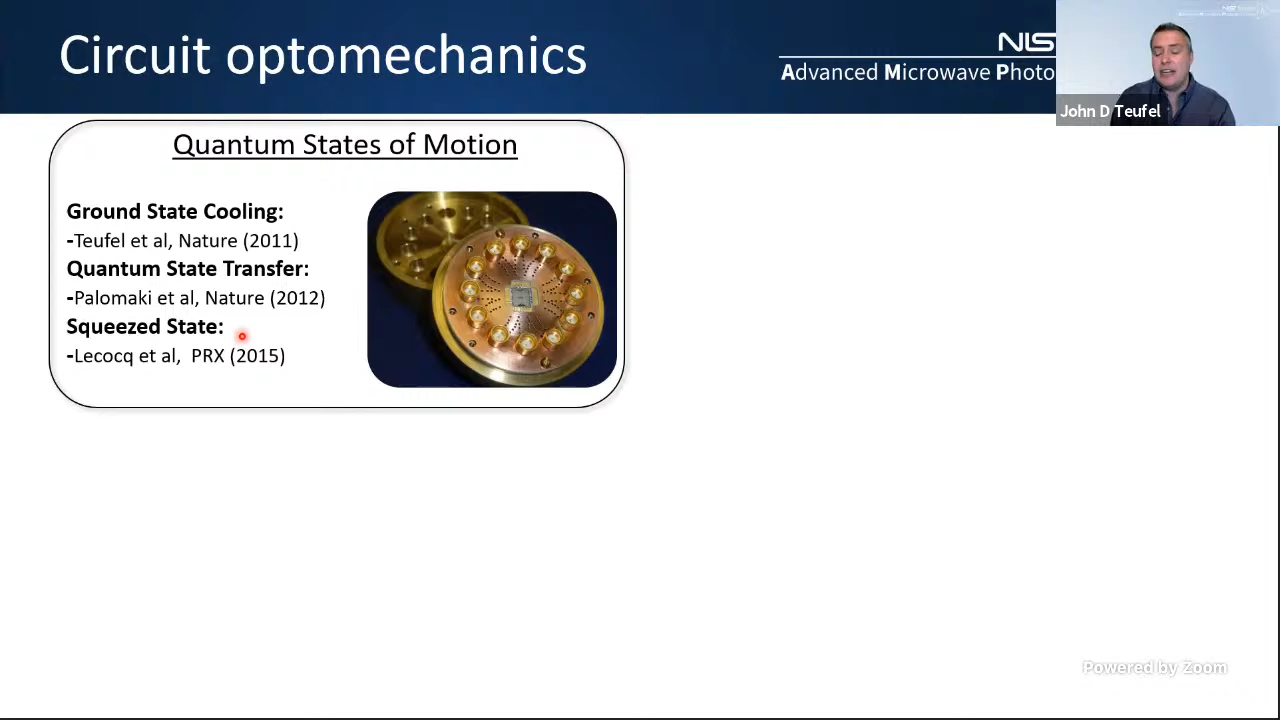 Circuit optomechanics
NIS
Advanced Microwave Photo
John D Teufel
Quantum States of Motion
Ground State Cooling:
-Teufel et al, Nature (2011)
Quantum State Transfer:
-Palomaki et al, Nature (2012)
Squeezed State:
-Lecocq et al, PRX (2015)
Powered by Zoom